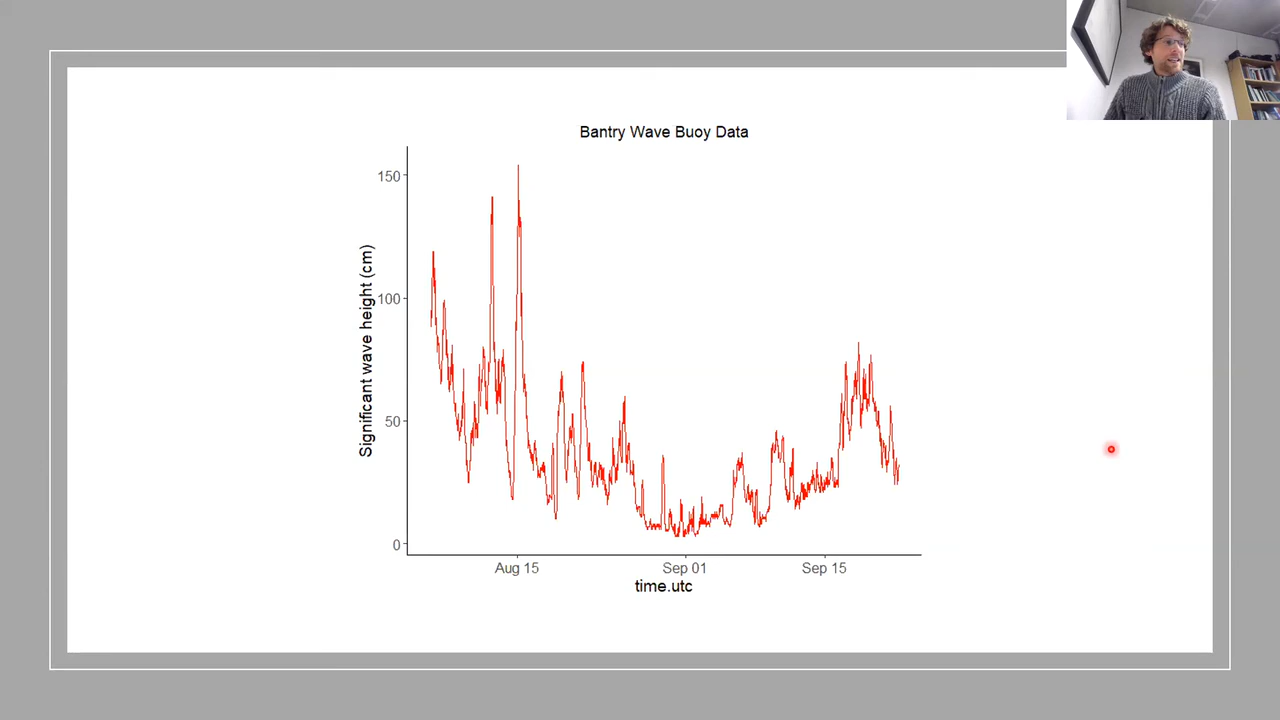 Bantry Wave Buoy Data
Significant wave height (cm)
150
100
50
0
Aug 15
Sep 01
Sep 15
time.utc